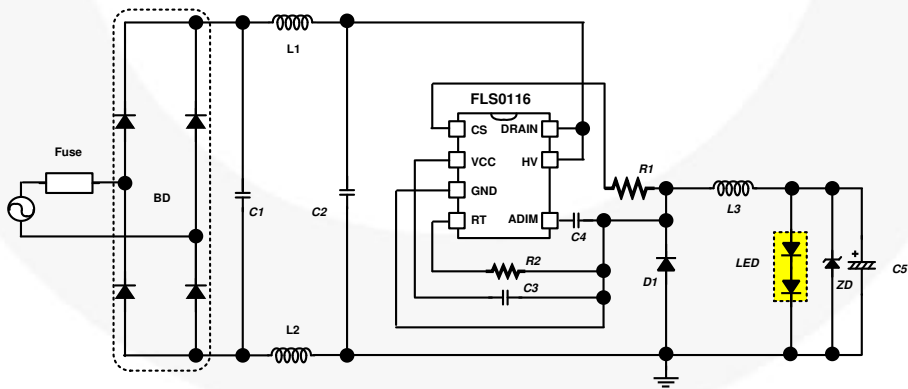 L1
FLS0116
CS
DRAIN
VCC
HV
GND
RT
ADIM
Fuse
BD
C1
C2
R1
L3
C4
R2
C3
D1
LED
ZD
+
C5
L2